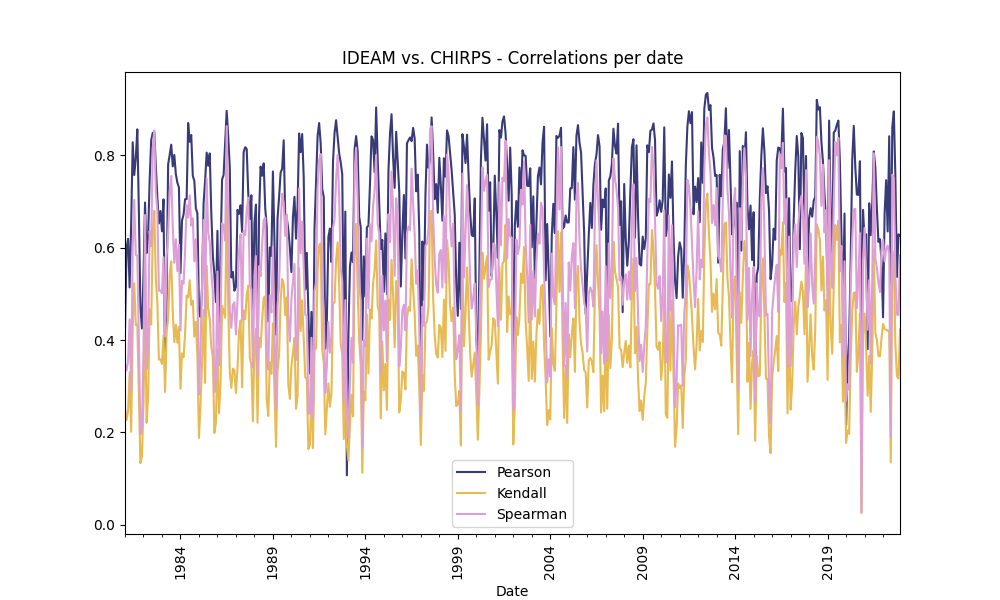 IDEAM vs. CHIRPS - Correlations per date
0.8
0.6
0.4
0.2
0.0
Pearson
Kendall
Spearman
1984
1989
1994
1999
2004
2009
2014
2019
Date